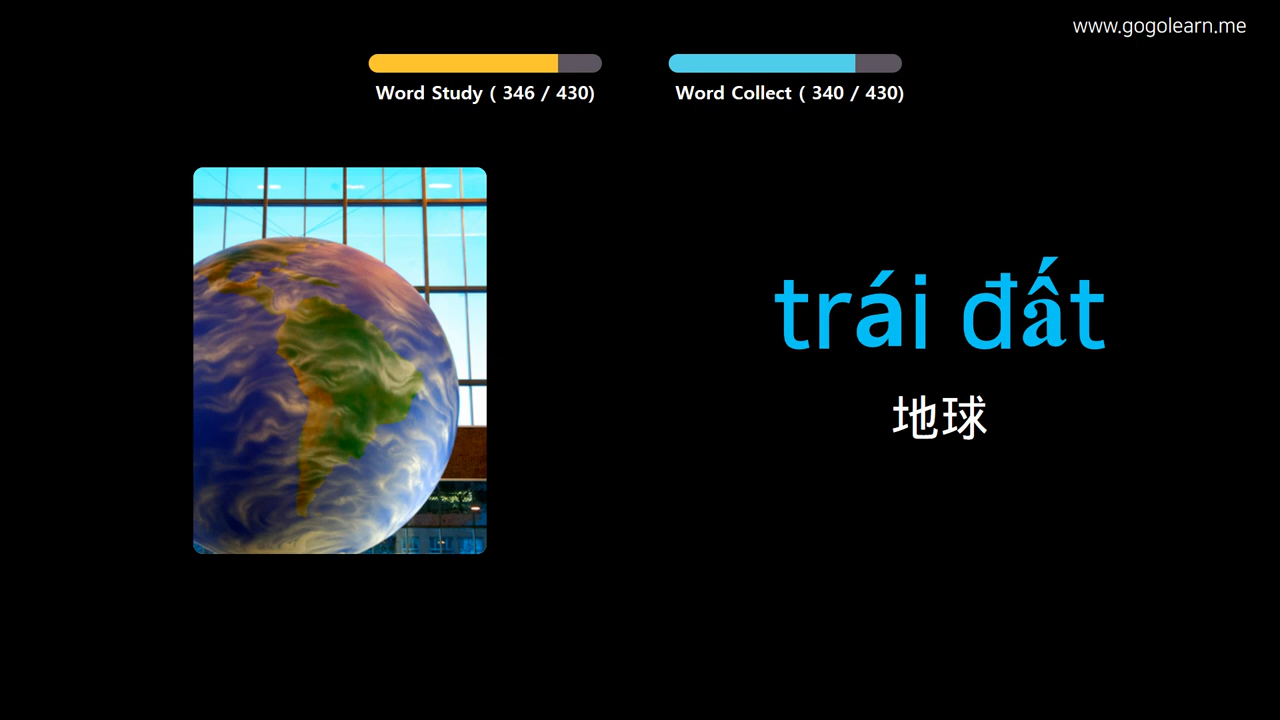 www.gogolearn.me
Word Study ( 346 / 430)
Word Collect ( 340 / 430)
trái đất
地球